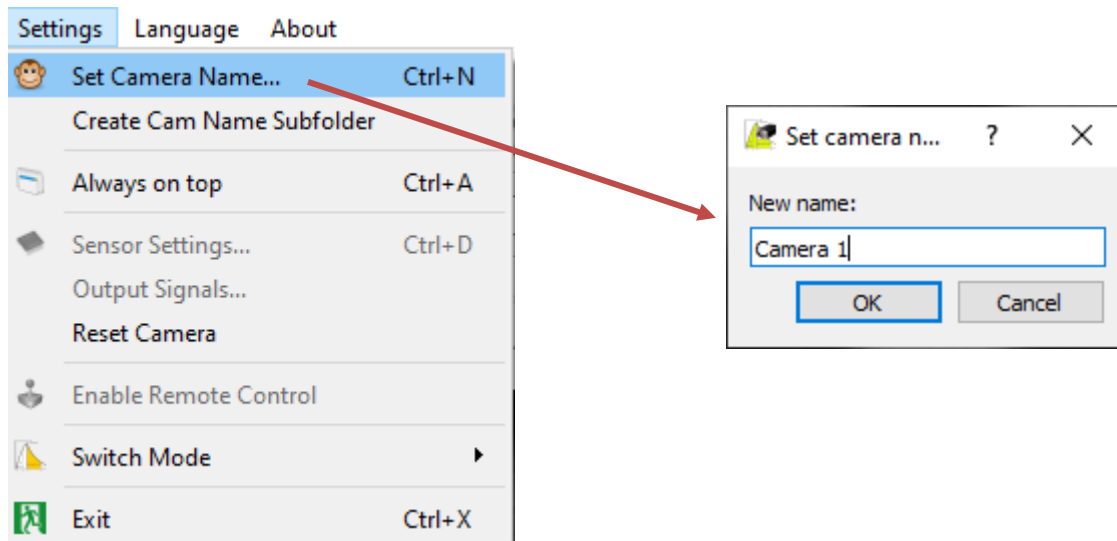 Settings Language About
Set Camera Name... Ctrl+N
Create Cam Name Subfolder
Always on top Ctrl+A
Sensor Settings... Ctrl+D
Output Signals...
Reset Camera
Enable Remote Control
Switch Mode
Exit Ctrl+X
Set camera n... ?
New name:
Camera 1
OK Cancel